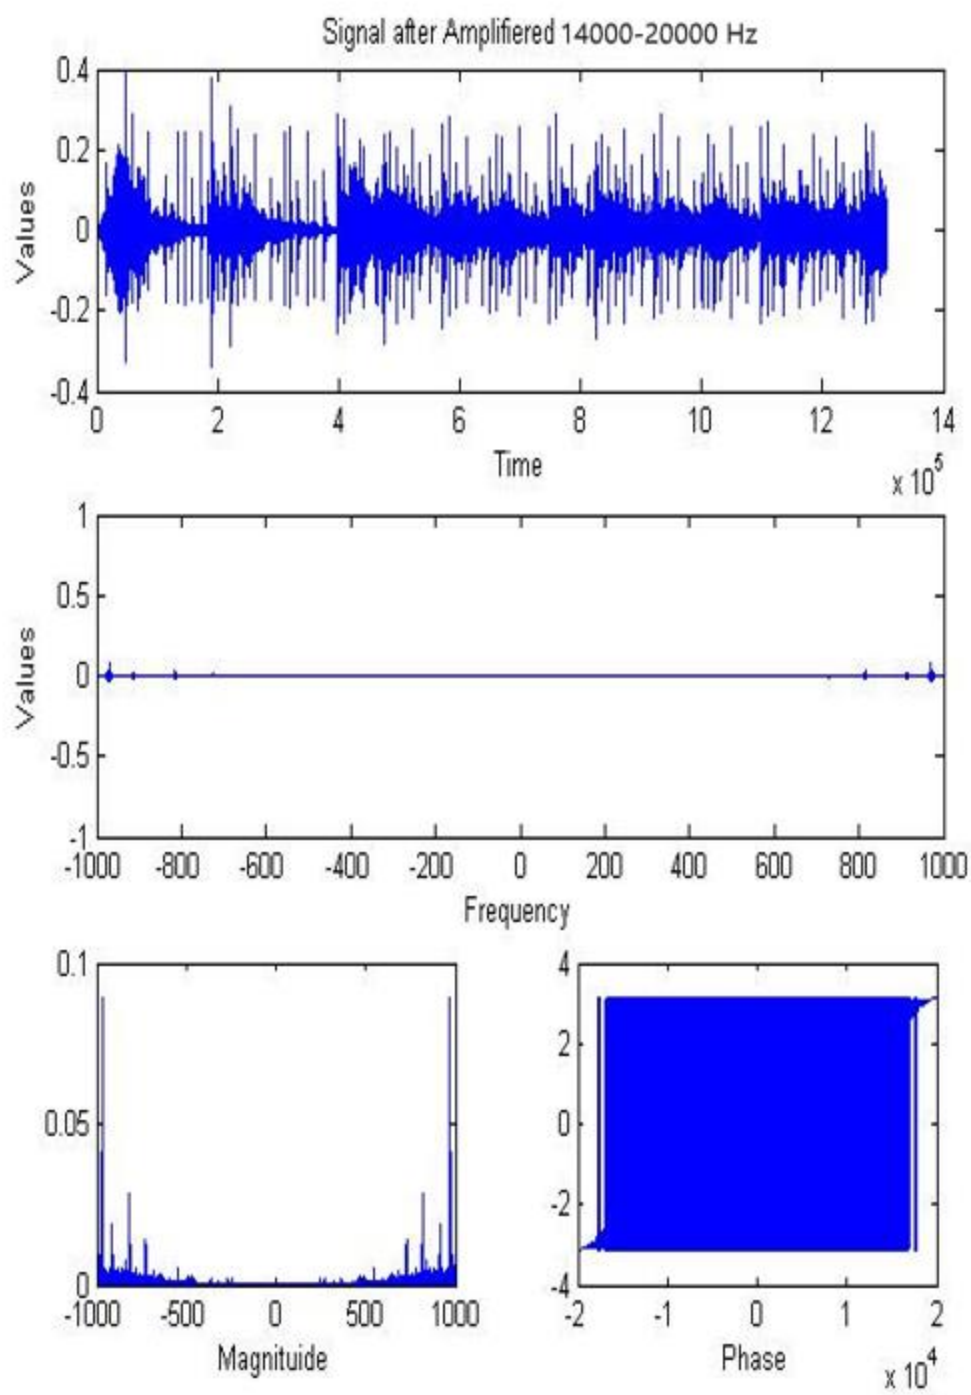 Signal after Amplifiered 14000-20000 Hz
0.4
0.2
0
-0.2
-0.4
Values
0 2 4 6 8 10 12 14
Time
x 10^5
1
0.5
0
-0.5
-1
Values
-1000 -800 -600 -400 -200 0 200 400 600 800 1000
Frequency
0.1
0.05
0
-1000 -500 0 500 1000
Magnituide
4
2
0
-2
-4
-2 -1 0 1 2
Phase
x 10^4